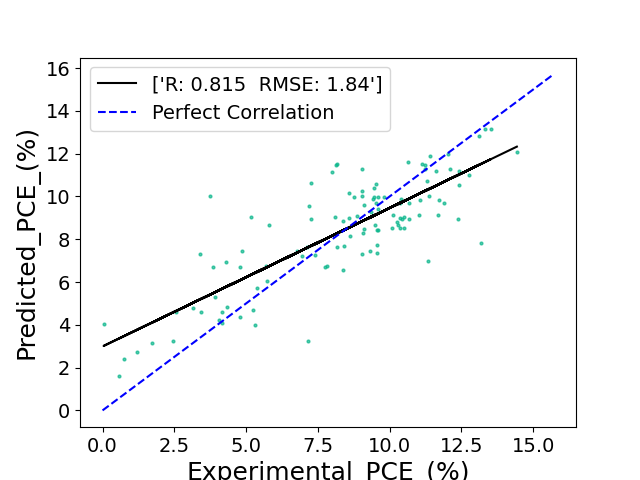 ['R: 0.815  RMSE: 1.84']
Perfect Correlation
16
14
12
10
8
6
4
2
0
Predicted_PCE_(%)
0.0 2.5 5.0 7.5 10.0 12.5 15.0
Experimental_PCE_(%)